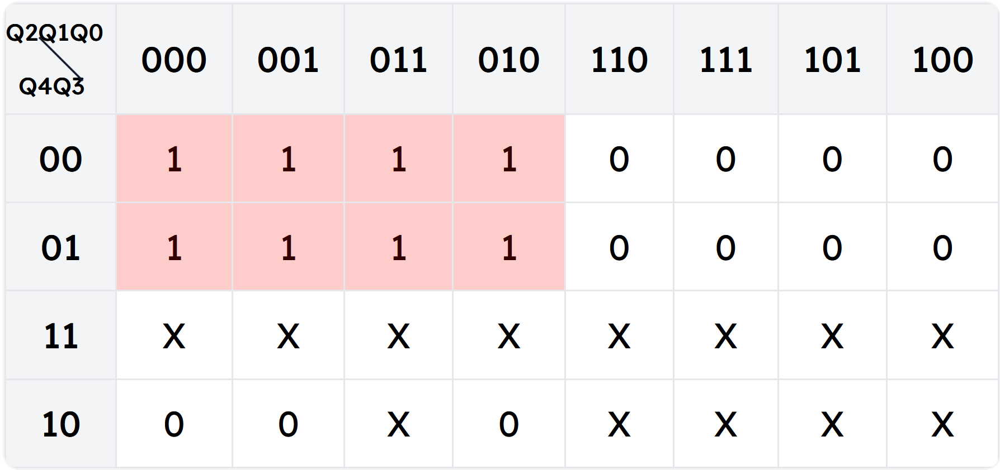 Q2Q1Q0
Q4Q3
000 001 011 010 110 111 101 100
00 1 1 1 1 0 0 0 0
01 1 1 1 1 0 0 0 0
11 X X X X X X X X
10 0 0 X 0 X X X X